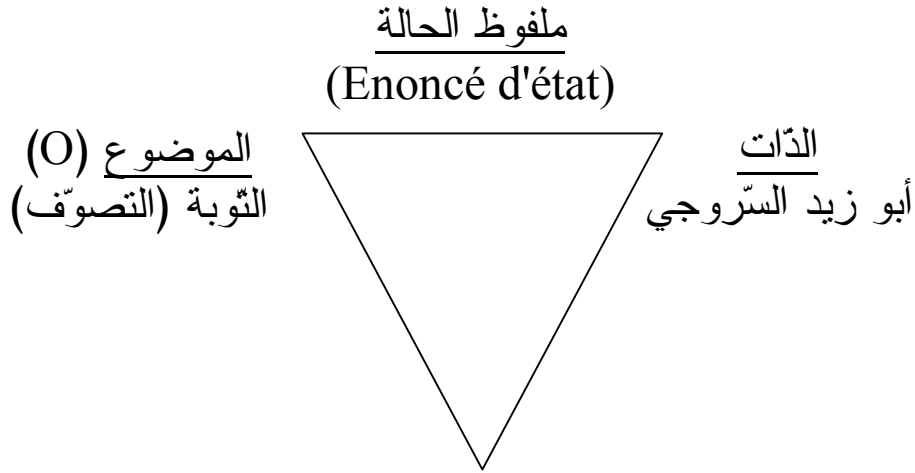 ملفوظ الحالة
(Enoncé d'état)
الذّات
أبو زيد السّروجي
الموضوع (O)
التّوبة (التصوّف)